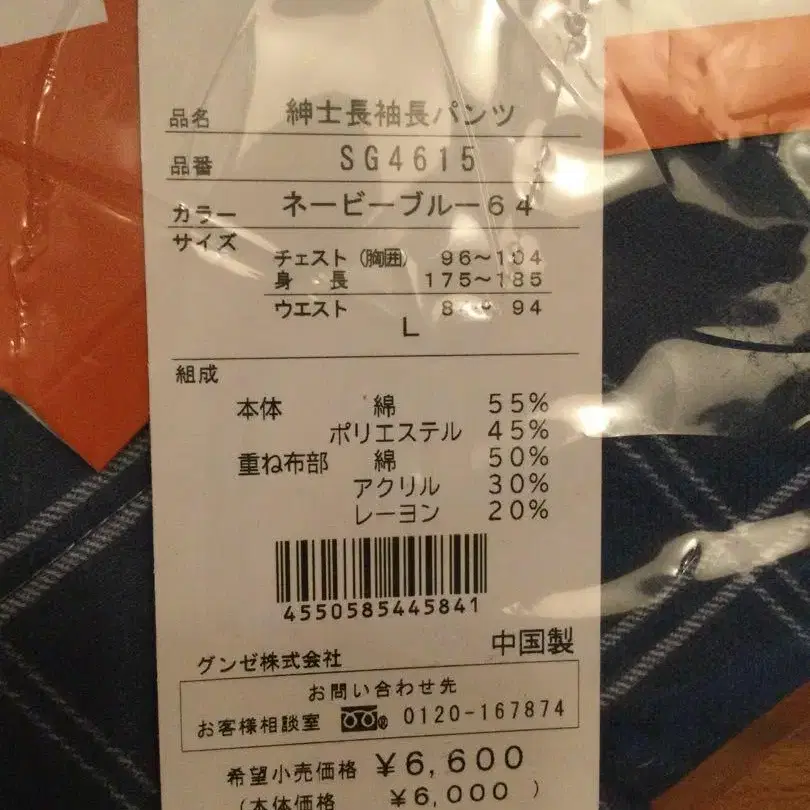 品名 紳士長袖長パンツ
品番 SG4615
カラー ネービーブルー64
サイズ
チェスト(胸囲) 96〜104
身長 175〜185
ウエスト 94
L
組成
本体 綿 55%
ポリエステル 45%
重ね布部 綿 50%
アクリル 30%
レーヨン 20%
4550585445841
中国製
グンゼ株式会社
お問い合わせ先
お客様相談室 0120-167874
希望小売価格 ¥6,600
(本体価格 ¥6,000)